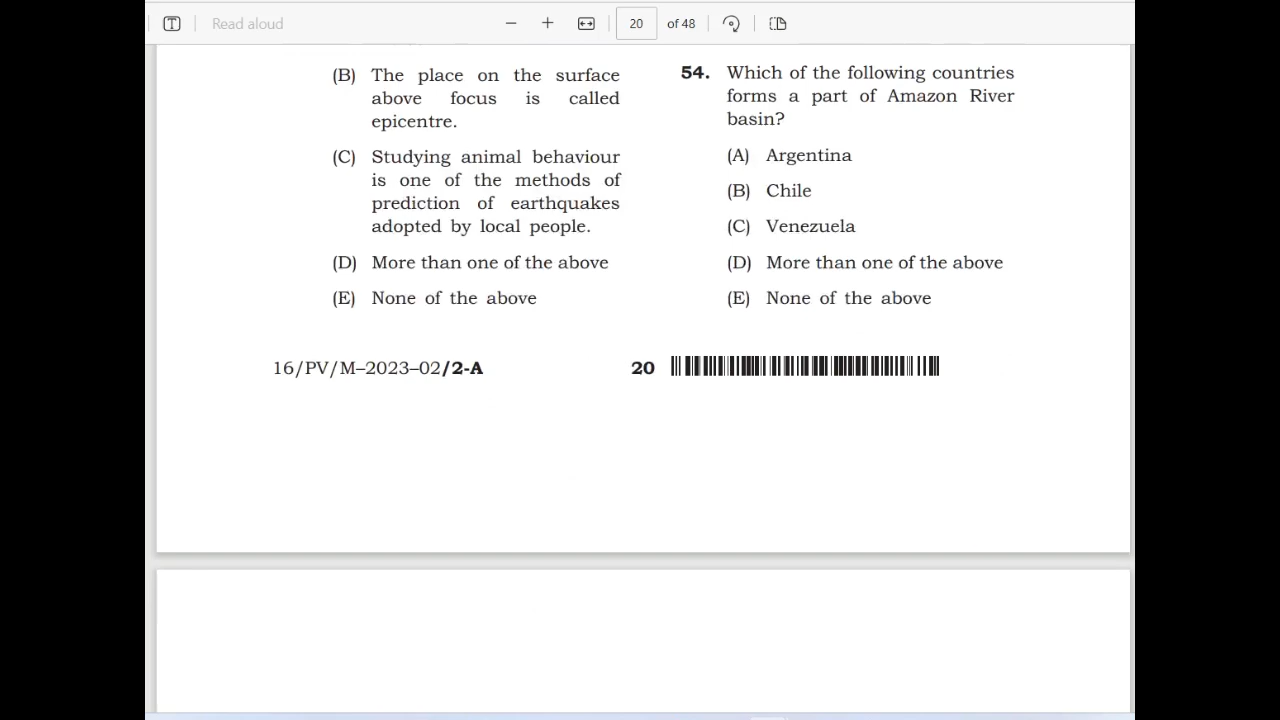 Read aloud
20 of 48
(B) The place on the surface
above focus is called
epicentre.
(C) Studying animal behaviour
is one of the methods of
prediction of earthquakes
adopted by local people.
(D) More than one of the above
(E) None of the above
54. Which of the following countries
forms a part of Amazon River
basin?
(A) Argentina
(B) Chile
(C) Venezuela
(D) More than one of the above
(E) None of the above
16/PV/M–2023–02/2-A
20